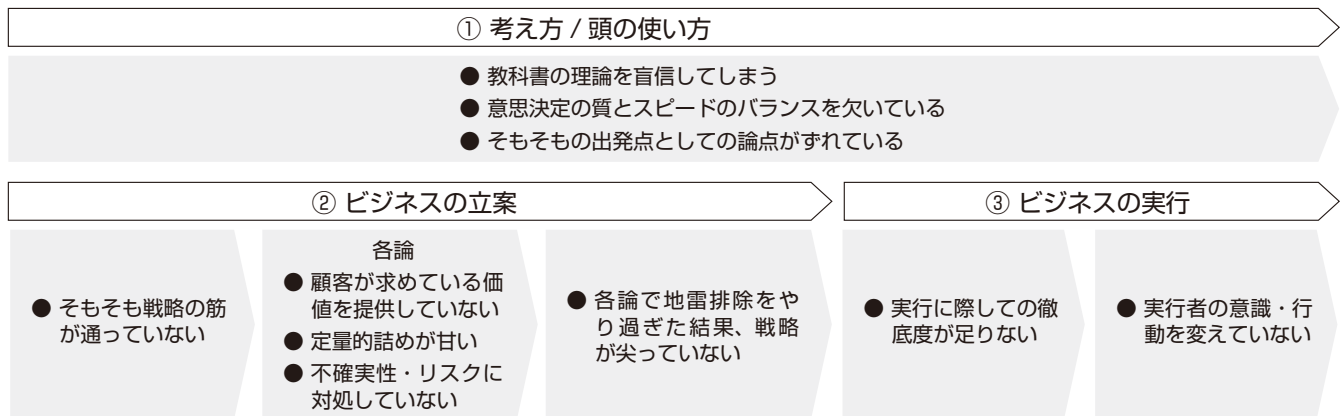 ① 考え方 / 頭の使い方
● 教科書の理論を盲信してしまう
● 意思決定の質とスピードのバランスを欠いている
● そもそもの出発点としての論点がずれている
② ビジネスの立案
● そもそも戦略の筋
が通っていない
各論
● 顧客が求めている価
値を提供していない
● 定量的詰めが甘い
● 不確実性・リスクに
対処していない
● 各論で地雷排除をや
り過ぎた結果、戦略
が尖っていない
③ ビジネスの実行
● 実行に際しての徹
底度が足りない
● 実行者の意識・行
動を変えていない